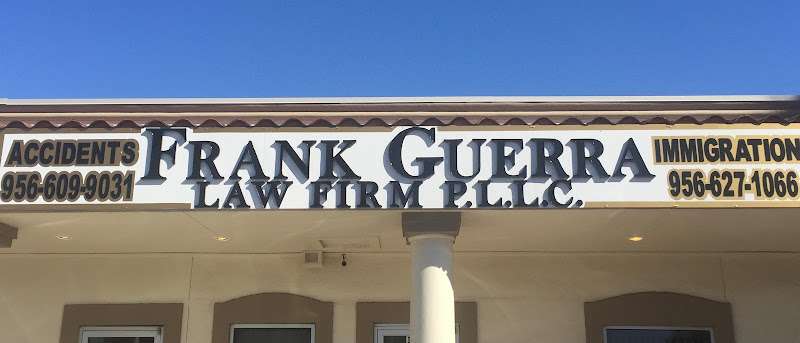 ACCIDENTS
956-609-9031
FRANK GUERRA
LAW FIRM P.L.L.C.
IMMIGRATION
956-627-1066